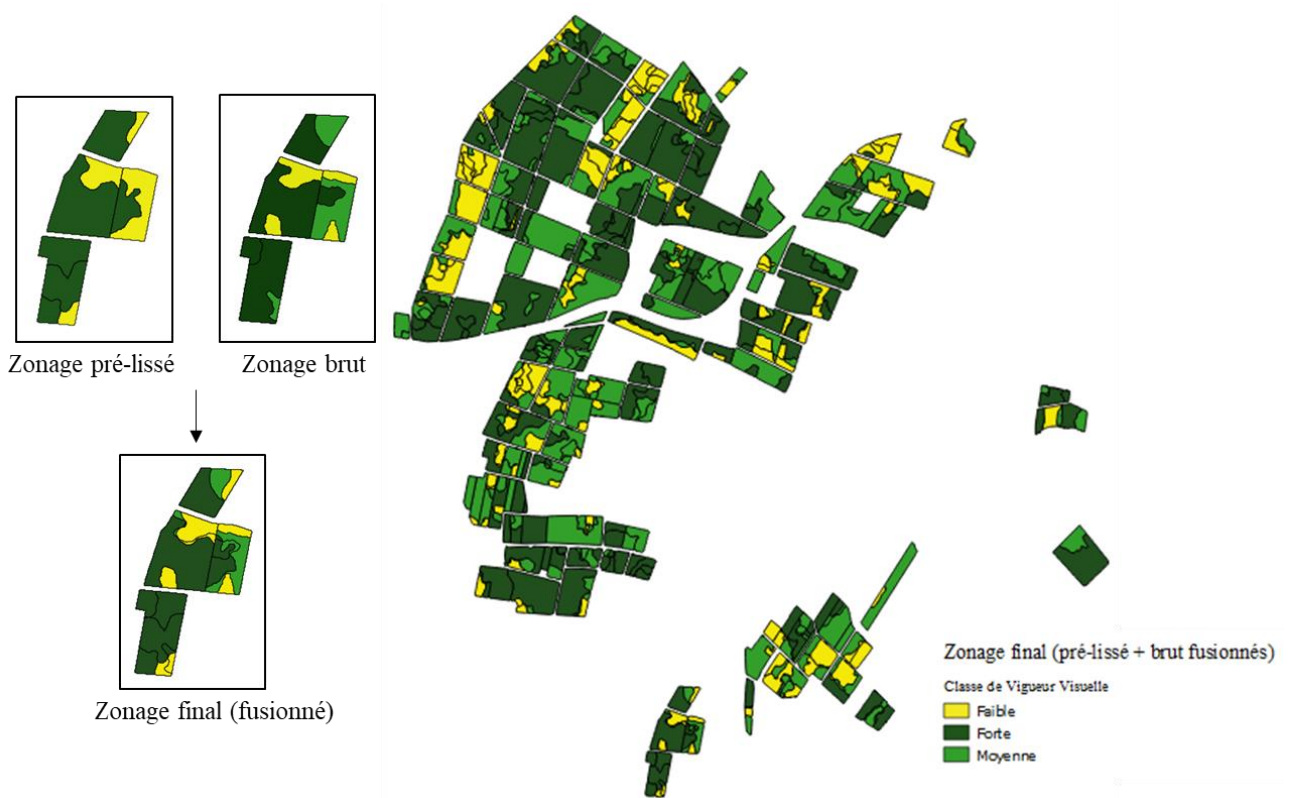 Zonage pré-lissé
Zonage brut
Zonage final (fusionné)
Zonage final (pré-lissé + brut fusionnés)
Classe de Vigueur Visuelle
Faible
Forte
Moyenne